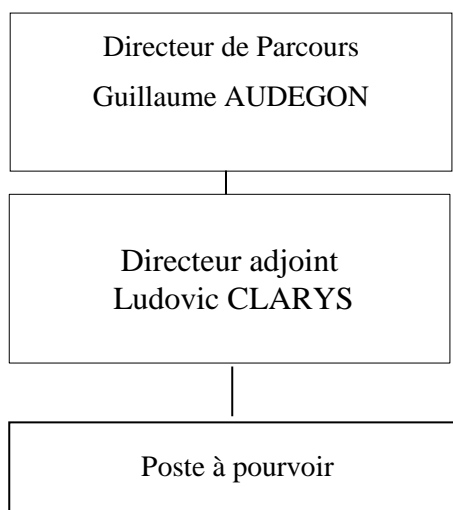 Directeur de Parcours
Guillaume AUDEGON
Directeur adjoint
Ludovic CLARYS
Poste à pourvoir